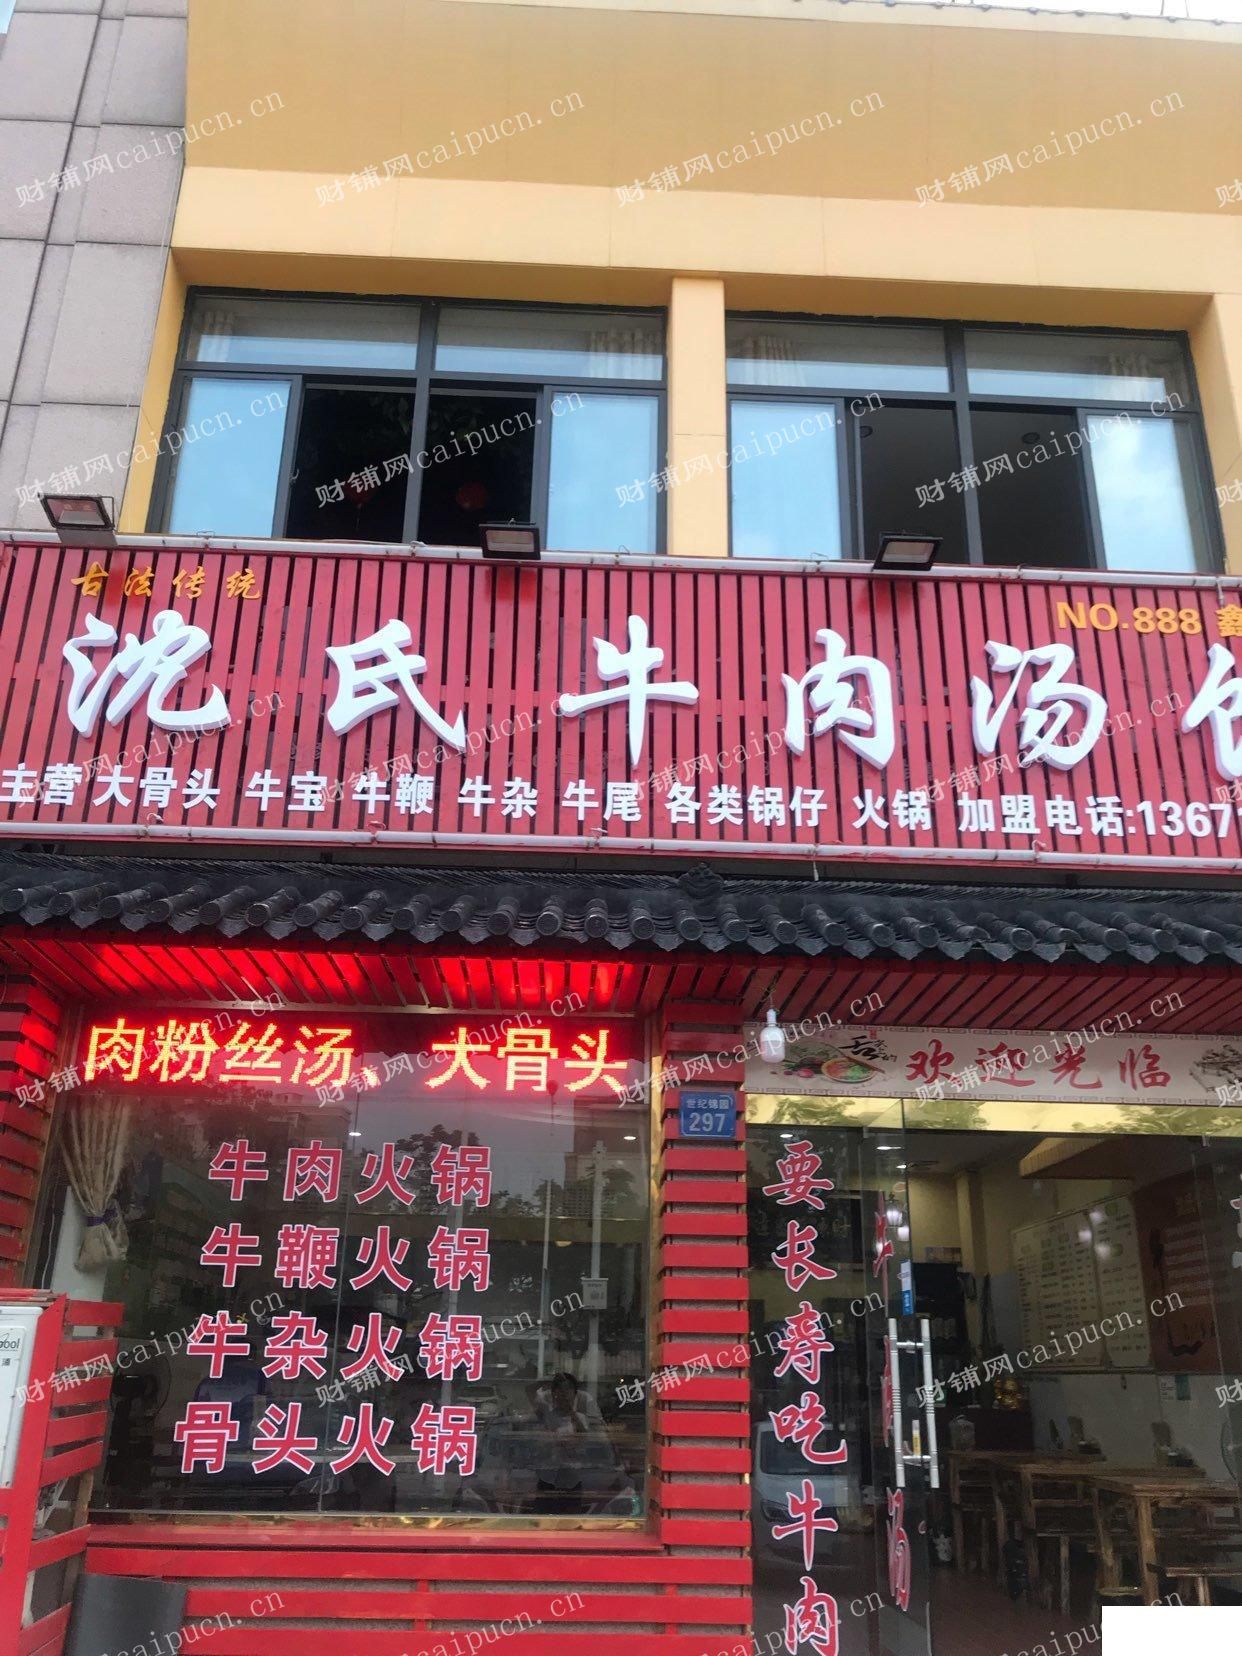 古法传统
NO.888 鑫
沈氏牛肉汤馆
主营 大骨头 牛宝 牛鞭 牛杂 牛尾 各类锅仔 火锅 加盟电话:1367
肉粉丝汤，大骨头
欢迎光临
世纪锦园
297
牛肉火锅
牛鞭火锅
牛杂火锅
骨头火锅
要长寿吃牛肉
财铺网caipucn.cn